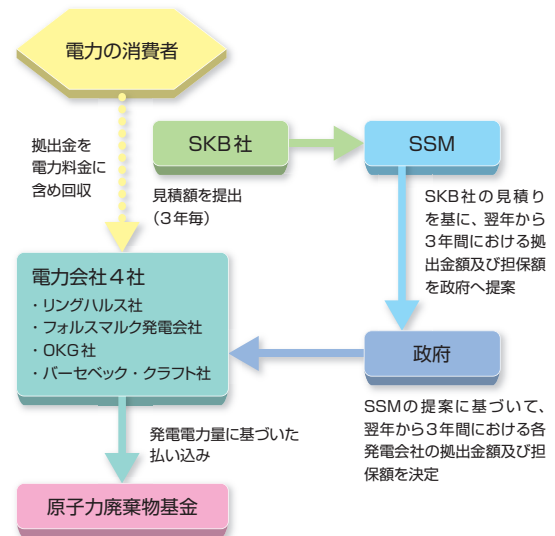 電力の消費者
拠出金を
電力料金に
含め回収
SKB社
見積額を提出
（3年毎）
SSM
SKB社の見積り
を基に、翌年から
3年間における拠
出金額及び担保額
を政府へ提案
電力会社4社
・リングハルス社
・フォルスマルク発電会社
・OKG社
・バーセベック・クラフト社
政府
SSMの提案に基づいて、
翌年から3年間における各
発電会社の拠出金額及び担
保額を決定
発電電力量に基づいた
払い込み
原子力廃棄物基金